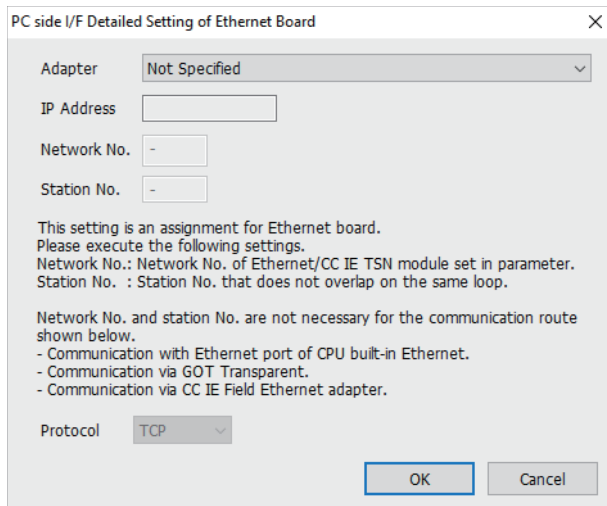 PC side I/F Detailed Setting of Ethernet Board
Adapter Not Specified
IP Address
Network No. -
Station No. -
This setting is an assignment for Ethernet board.
Please execute the following settings.
Network No.: Network No. of Ethernet/CC IE TSN module set in parameter.
Station No. : Station No. that does not overlap on the same loop.
Network No. and station No. are not necessary for the communication route
shown below.
- Communication with Ethernet port of CPU built-in Ethernet.
- Communication via GOT Transparent.
- Communication via CC IE Field Ethernet adapter.
Protocol TCP
OK Cancel